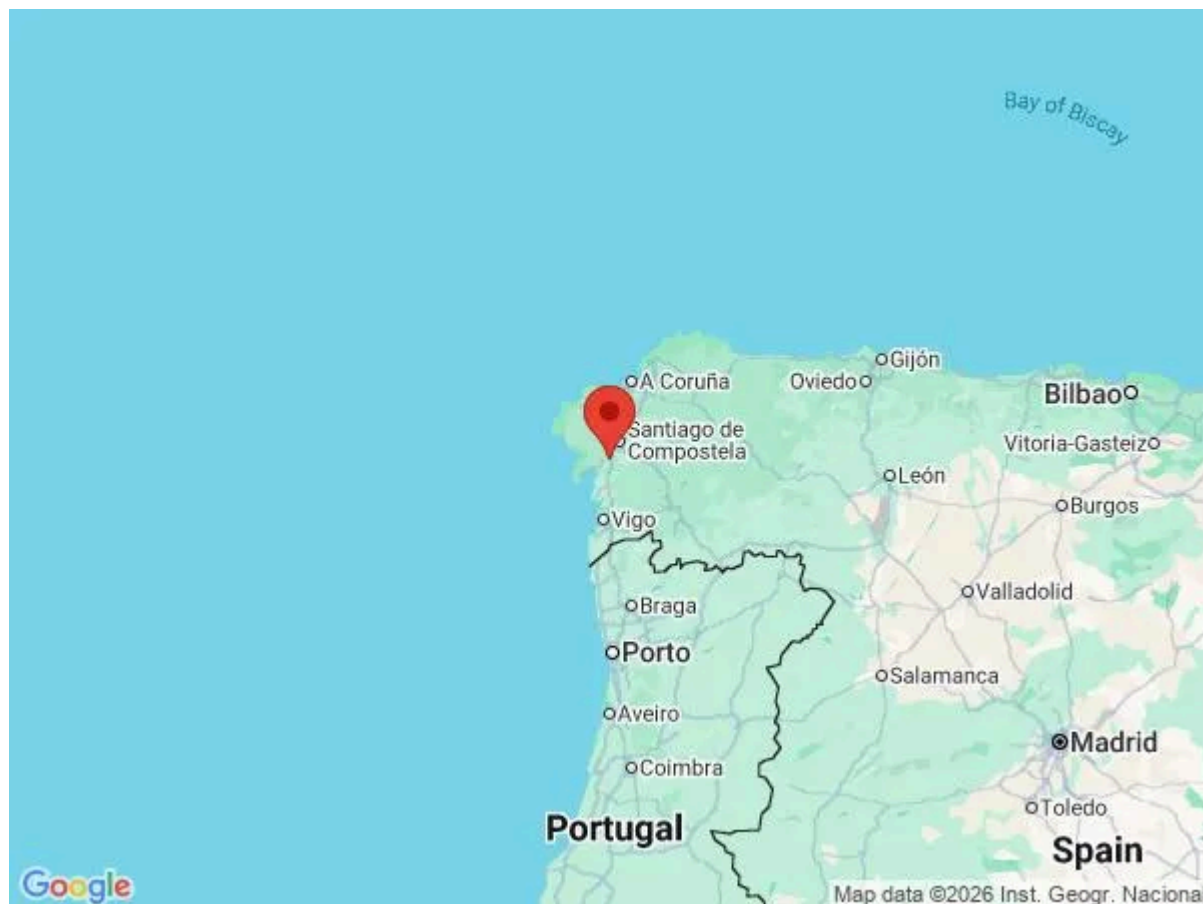 Bay of Biscay
Gijón
A Coruña
Oviedo
Bilbao
Santiago de
Compostela
Vitoria-Gasteiz
León
Burgos
Vigo
Valladolid
Braga
Porto
Salamanca
Aveiro
Madrid
Coimbra
Toledo
Portugal
Spain
Google
Map data ©2026 Inst. Geogr. Nacional